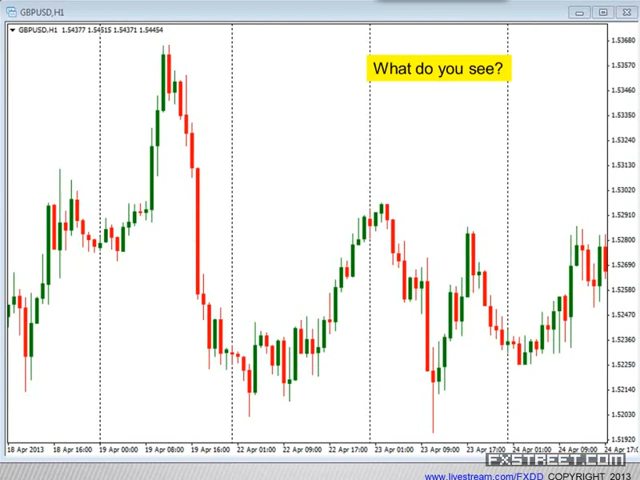 GBPUSD,H1
GBPUSD,H1 1.54377 1.54515 1.54371 1.54454
What do you see?
1.53680
1.53570
1.53460
1.53350
1.53240
1.53130
1.53020
1.52910
1.52800
1.52690
1.52570
1.52460
1.52360
1.52250
1.52140
1.52030
1.51920
18 Apr 2013 18 Apr 16:00 19 Apr 00:00 19 Apr 08:00 19 Apr 16:00 22 Apr 01:00 22 Apr 09:00 22 Apr 17:00 23 Apr 01:00 23 Apr 09:00 23 Apr 17:00 24 Apr 01:00 24 Apr 09:00 24 Apr 17:
FXSTREET.COM
www.livestream.com/FXDD COPYRIGHT 2013